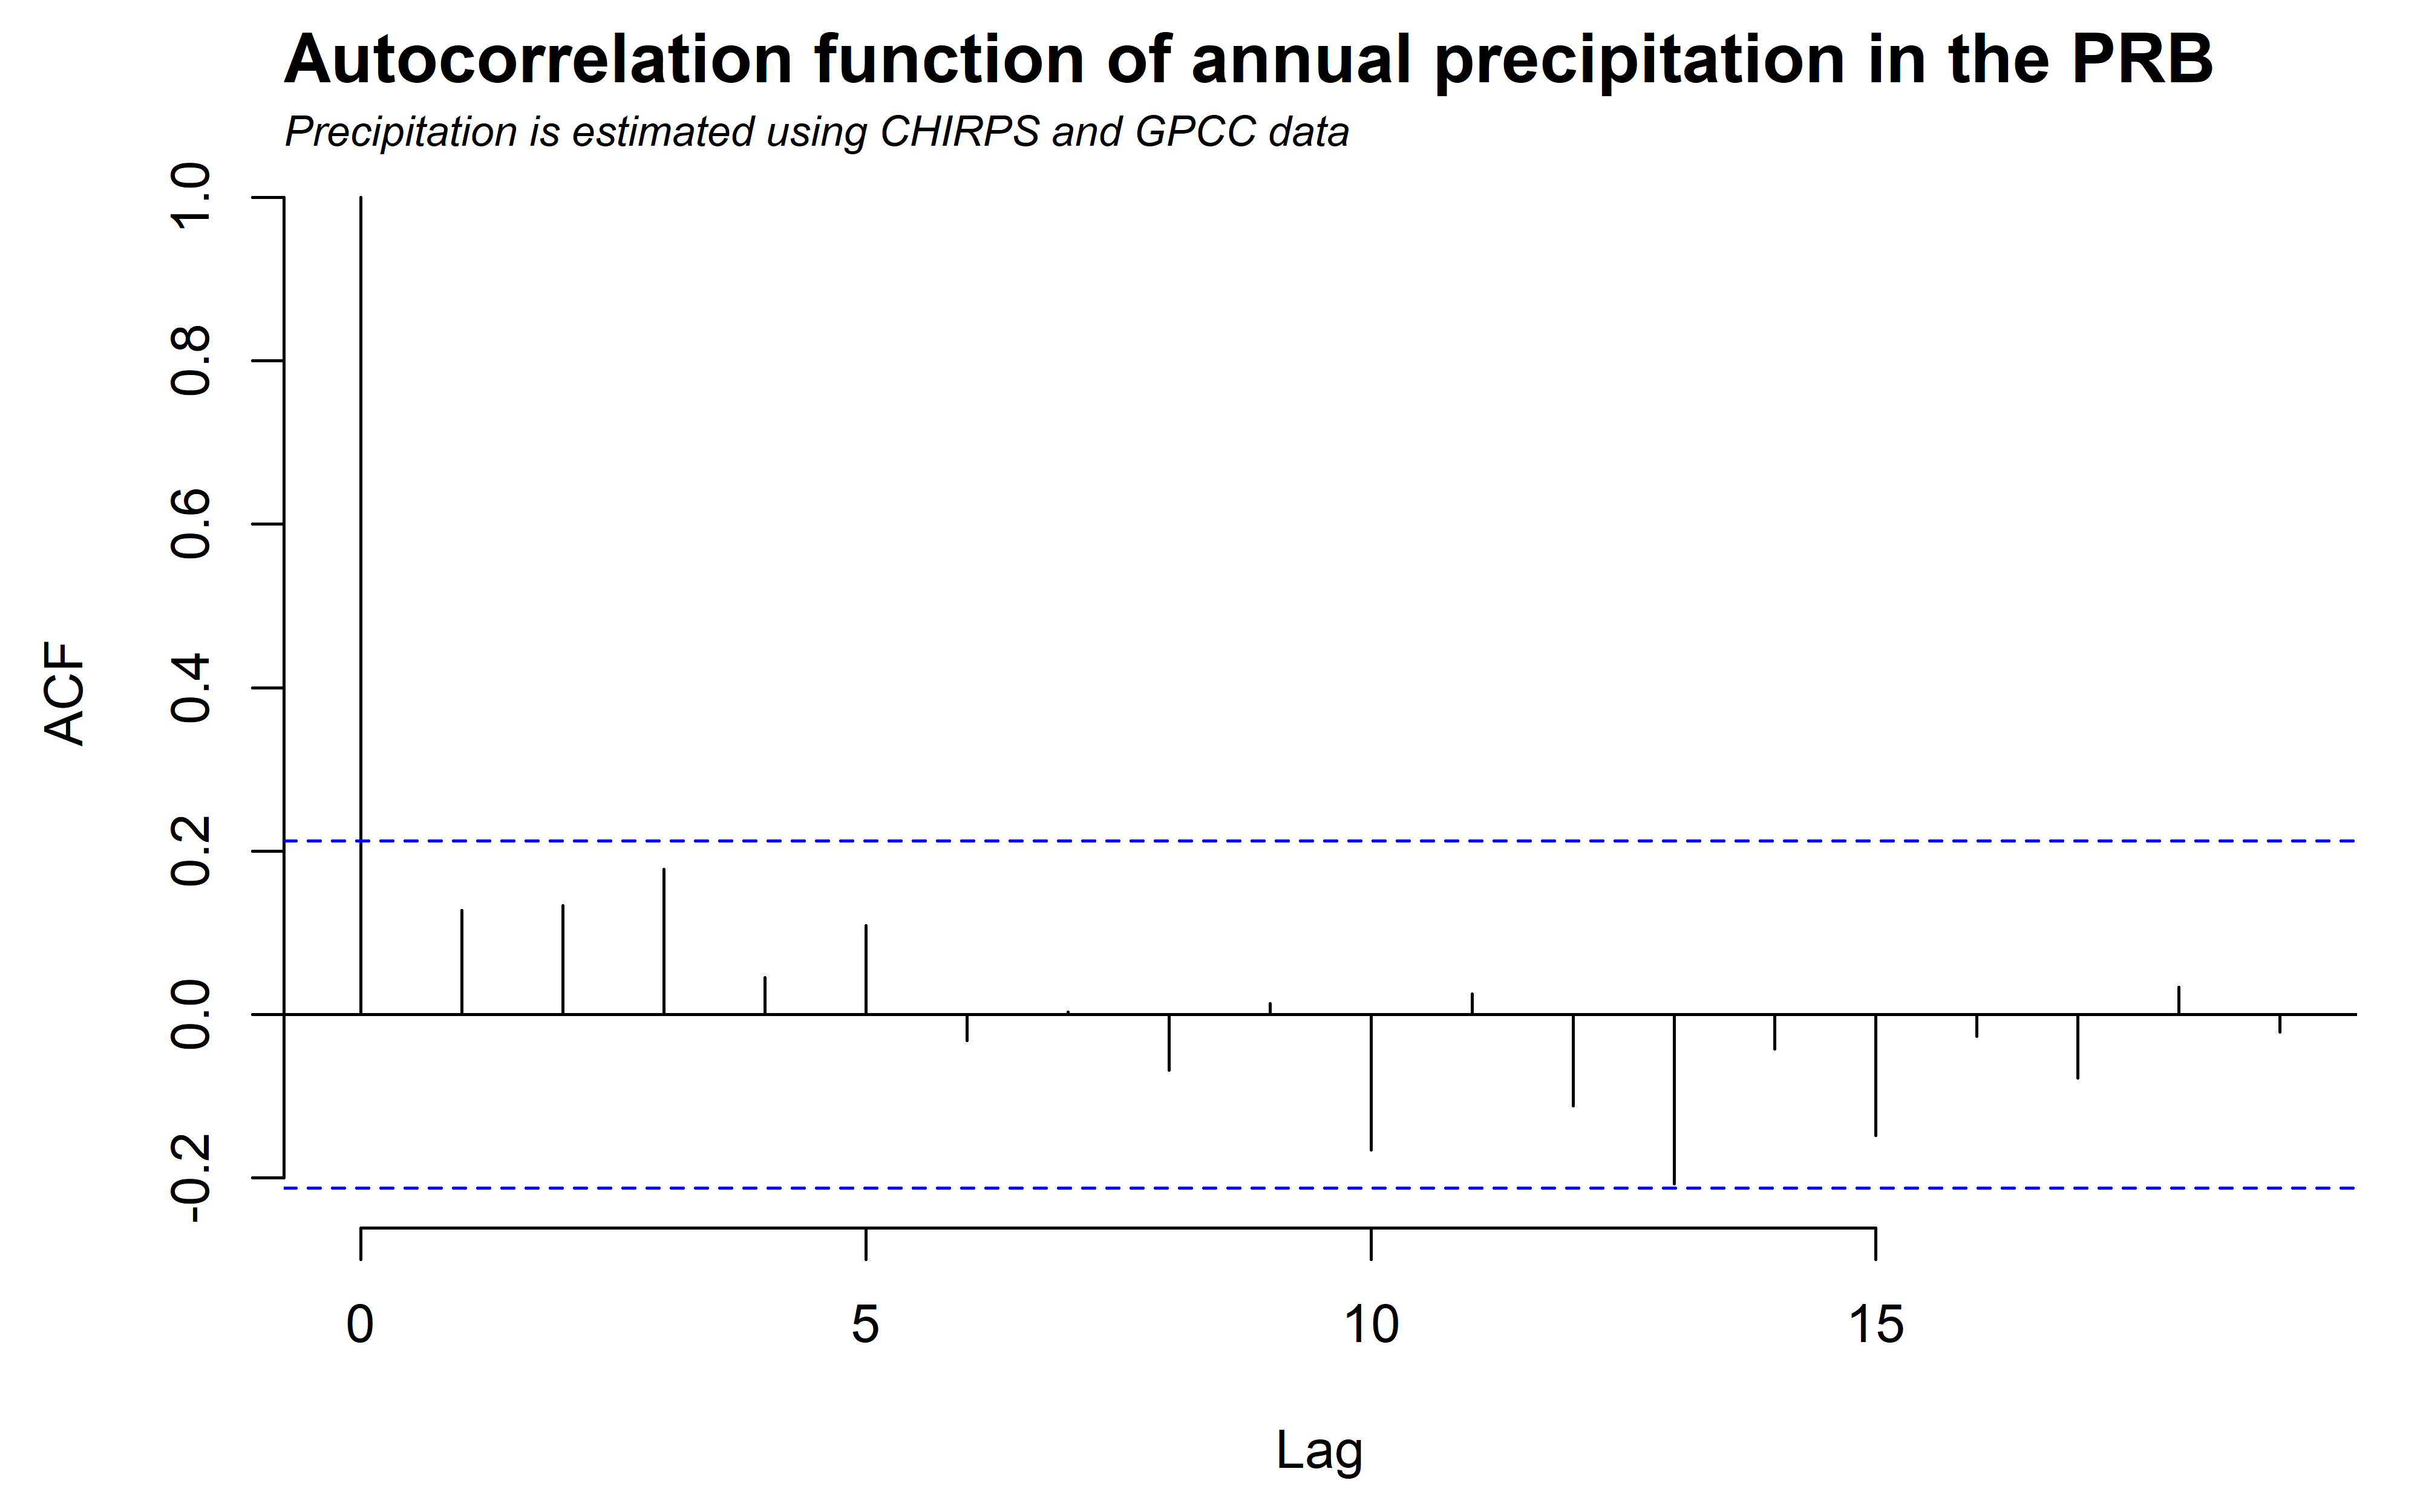 Autocorrelation function of annual precipitation in the PRB
Precipitation is estimated using CHIRPS and GPCC data
ACF
1.0
0.8
0.6
0.4
0.2
0.0
-0.2
0 5 10 15
Lag